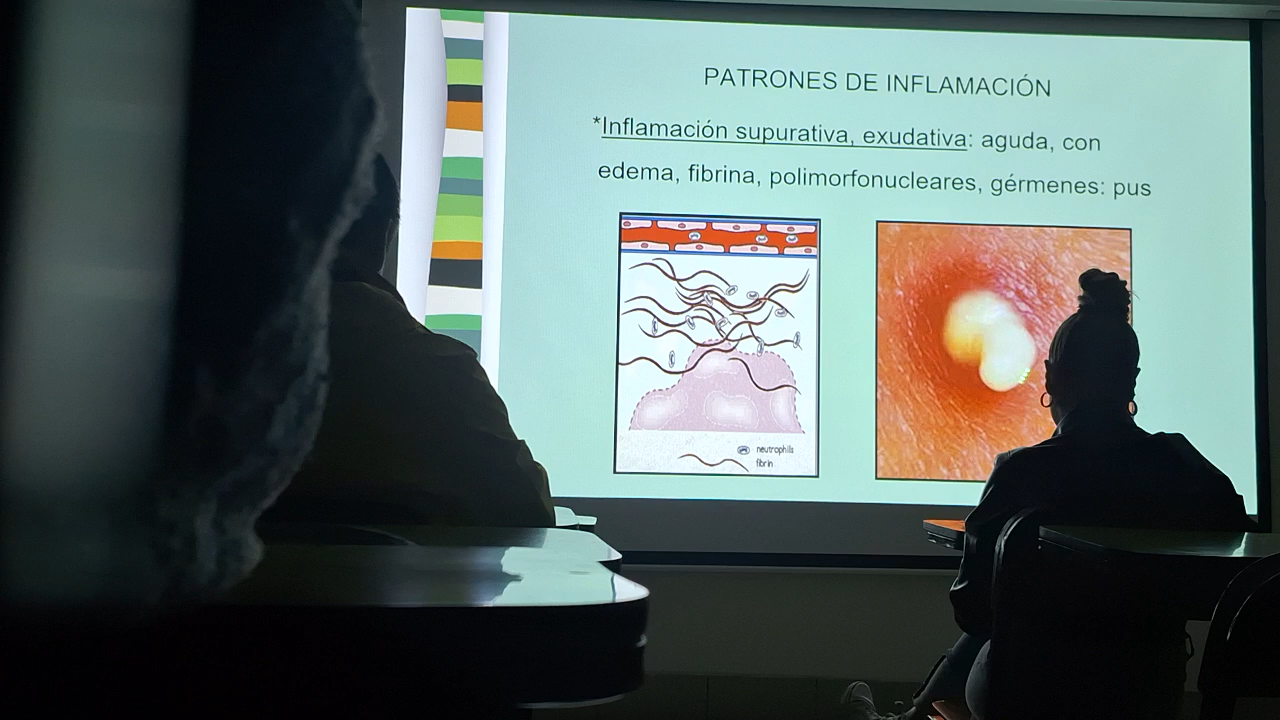 PATRONES DE INFLAMACIÓN
*Inflamación supurativa, exudativa: aguda, con
edema, fibrina, polimorfonucleares, gérmenes: pus
neutrophils
fibrin